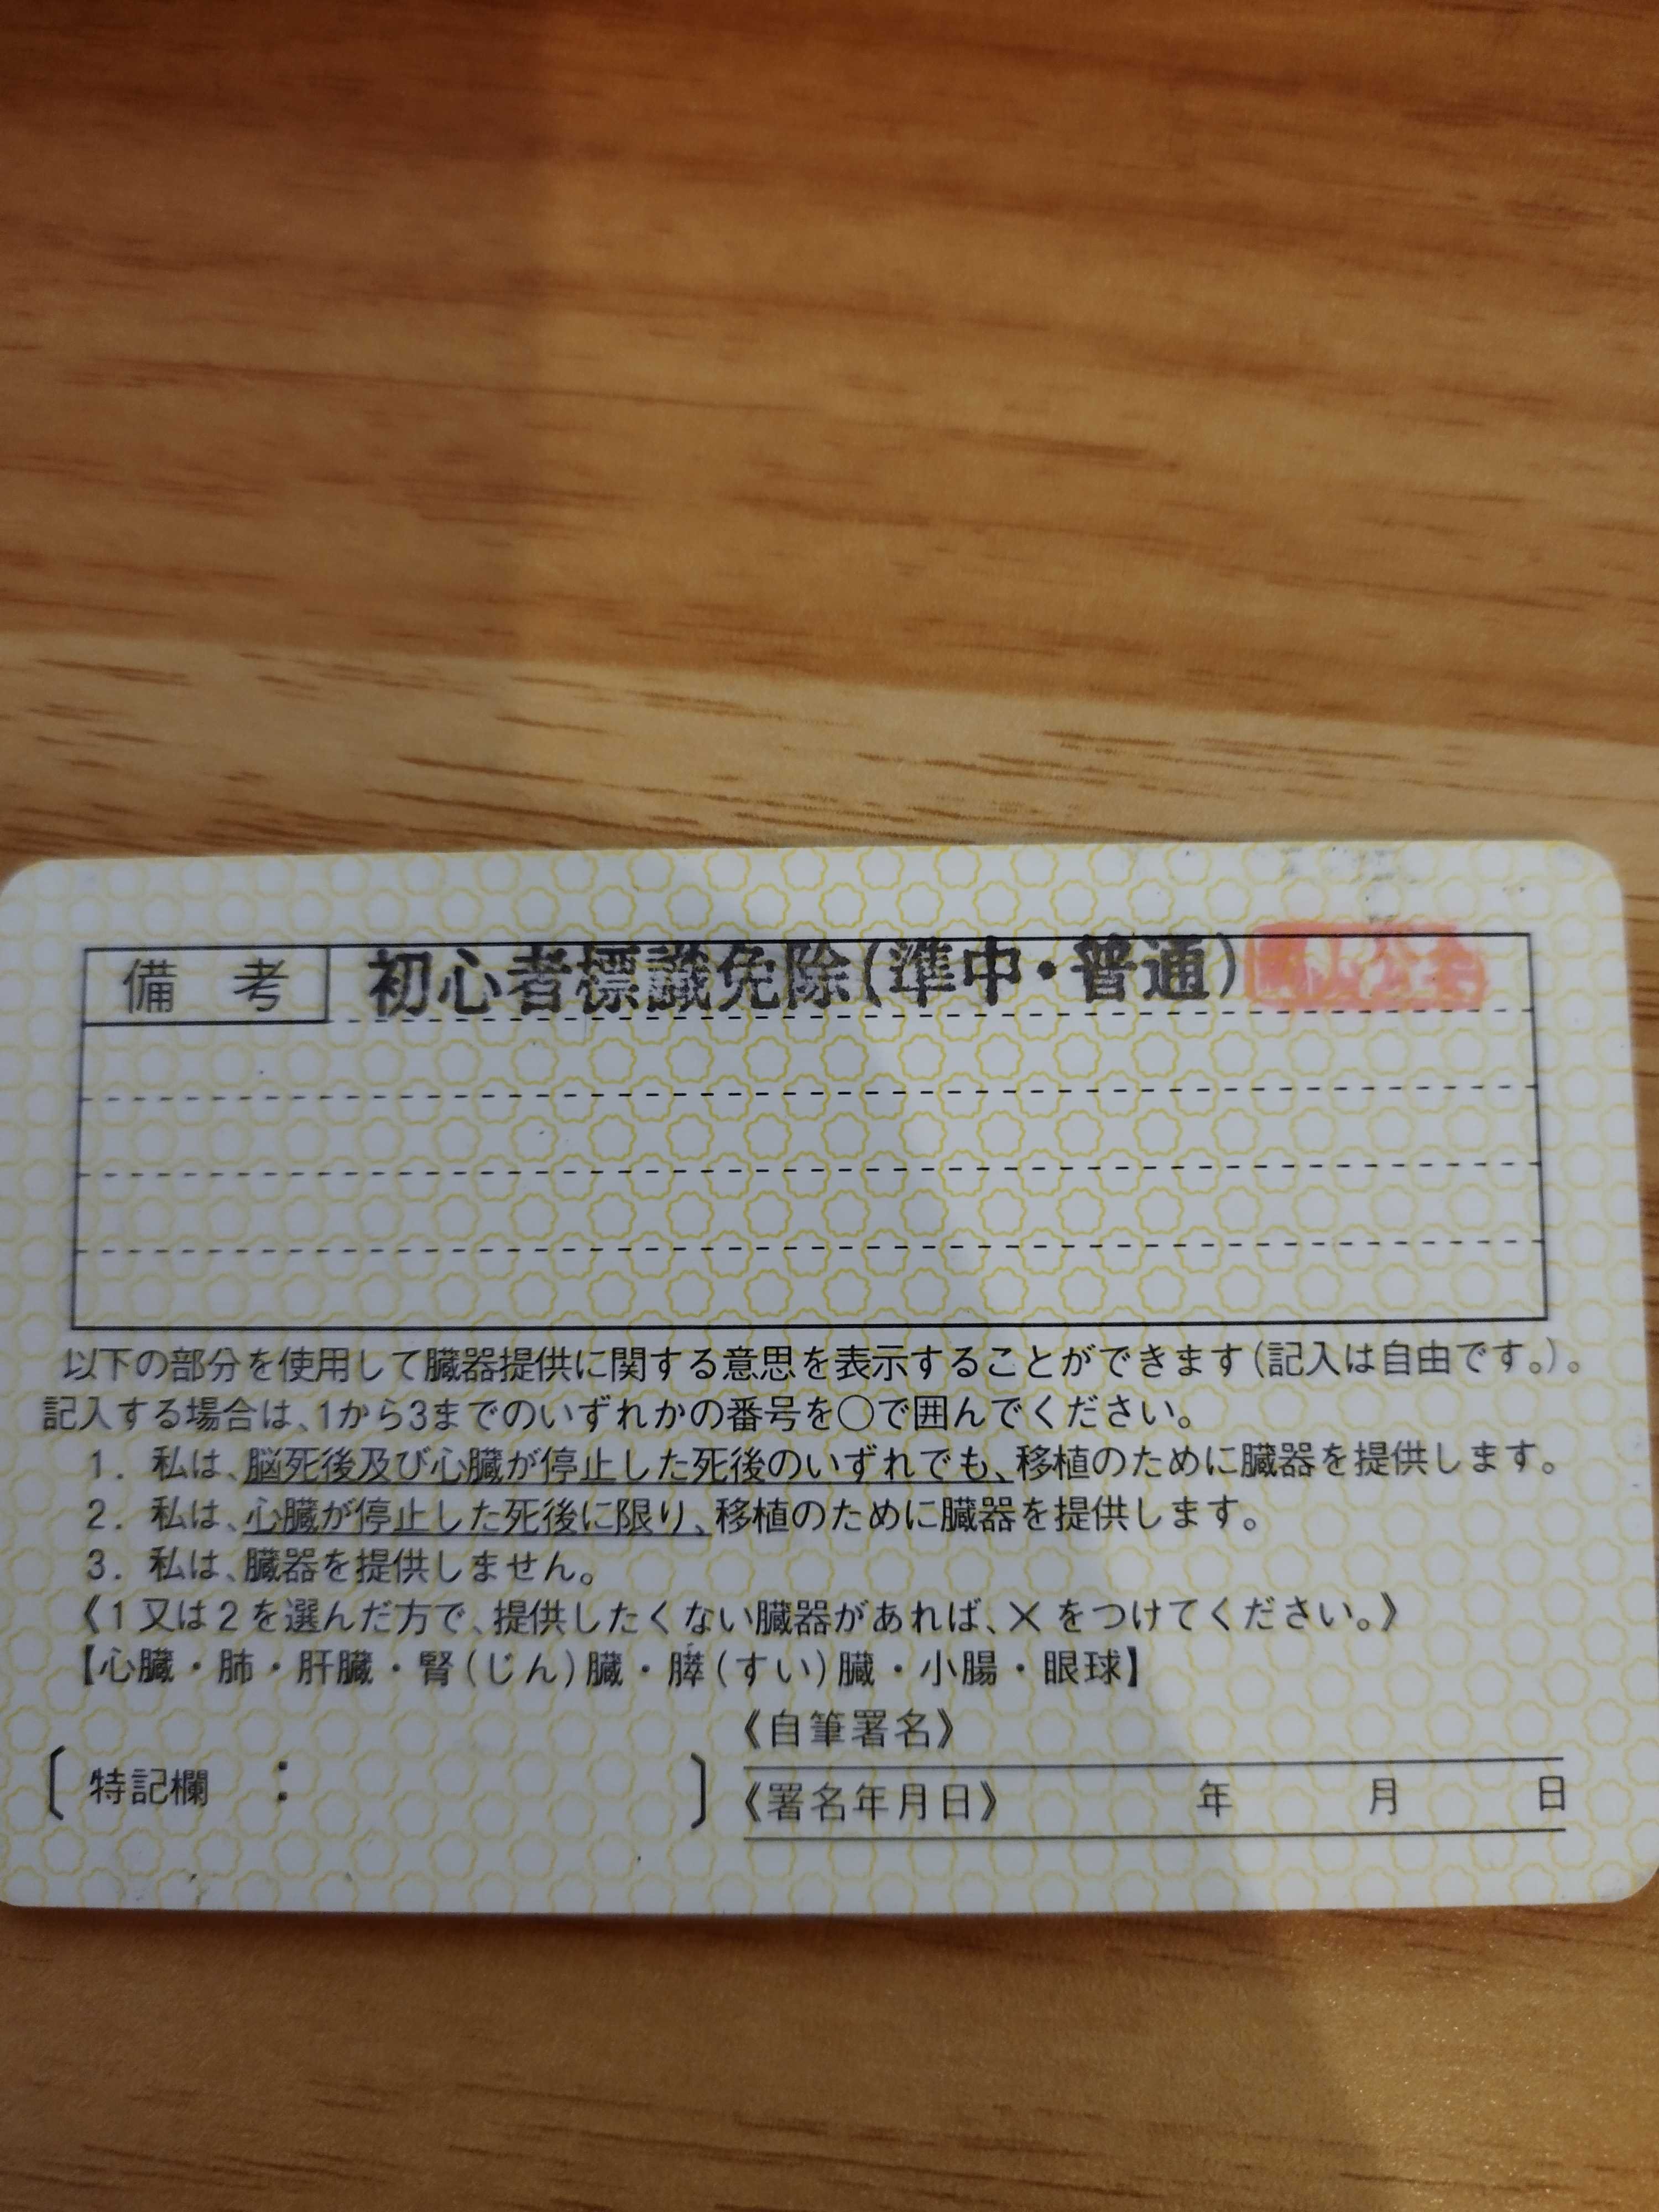 備考 初心者標識免除(準中・普通)
以下の部分を使用して臓器提供に関する意思を表示することができます(記入は自由です。)。
記入する場合は、1から3までのいずれかの番号を○で囲んでください。
1. 私は、脳死後及び心臓が停止した死後のいずれでも、移植のために臓器を提供します。
2. 私は、心臓が停止した死後に限り、移植のために臓器を提供します。
3. 私は、臓器を提供しません。
《1又は2を選んだ方で、提供したくない臓器があれば、×をつけてください。》
【心臓・肺・肝臓・腎(じん)臓・膵(すい)臓・小腸・眼球】
〔特記欄 : 〕
《自筆署名》
《署名年月日》 年 月 日